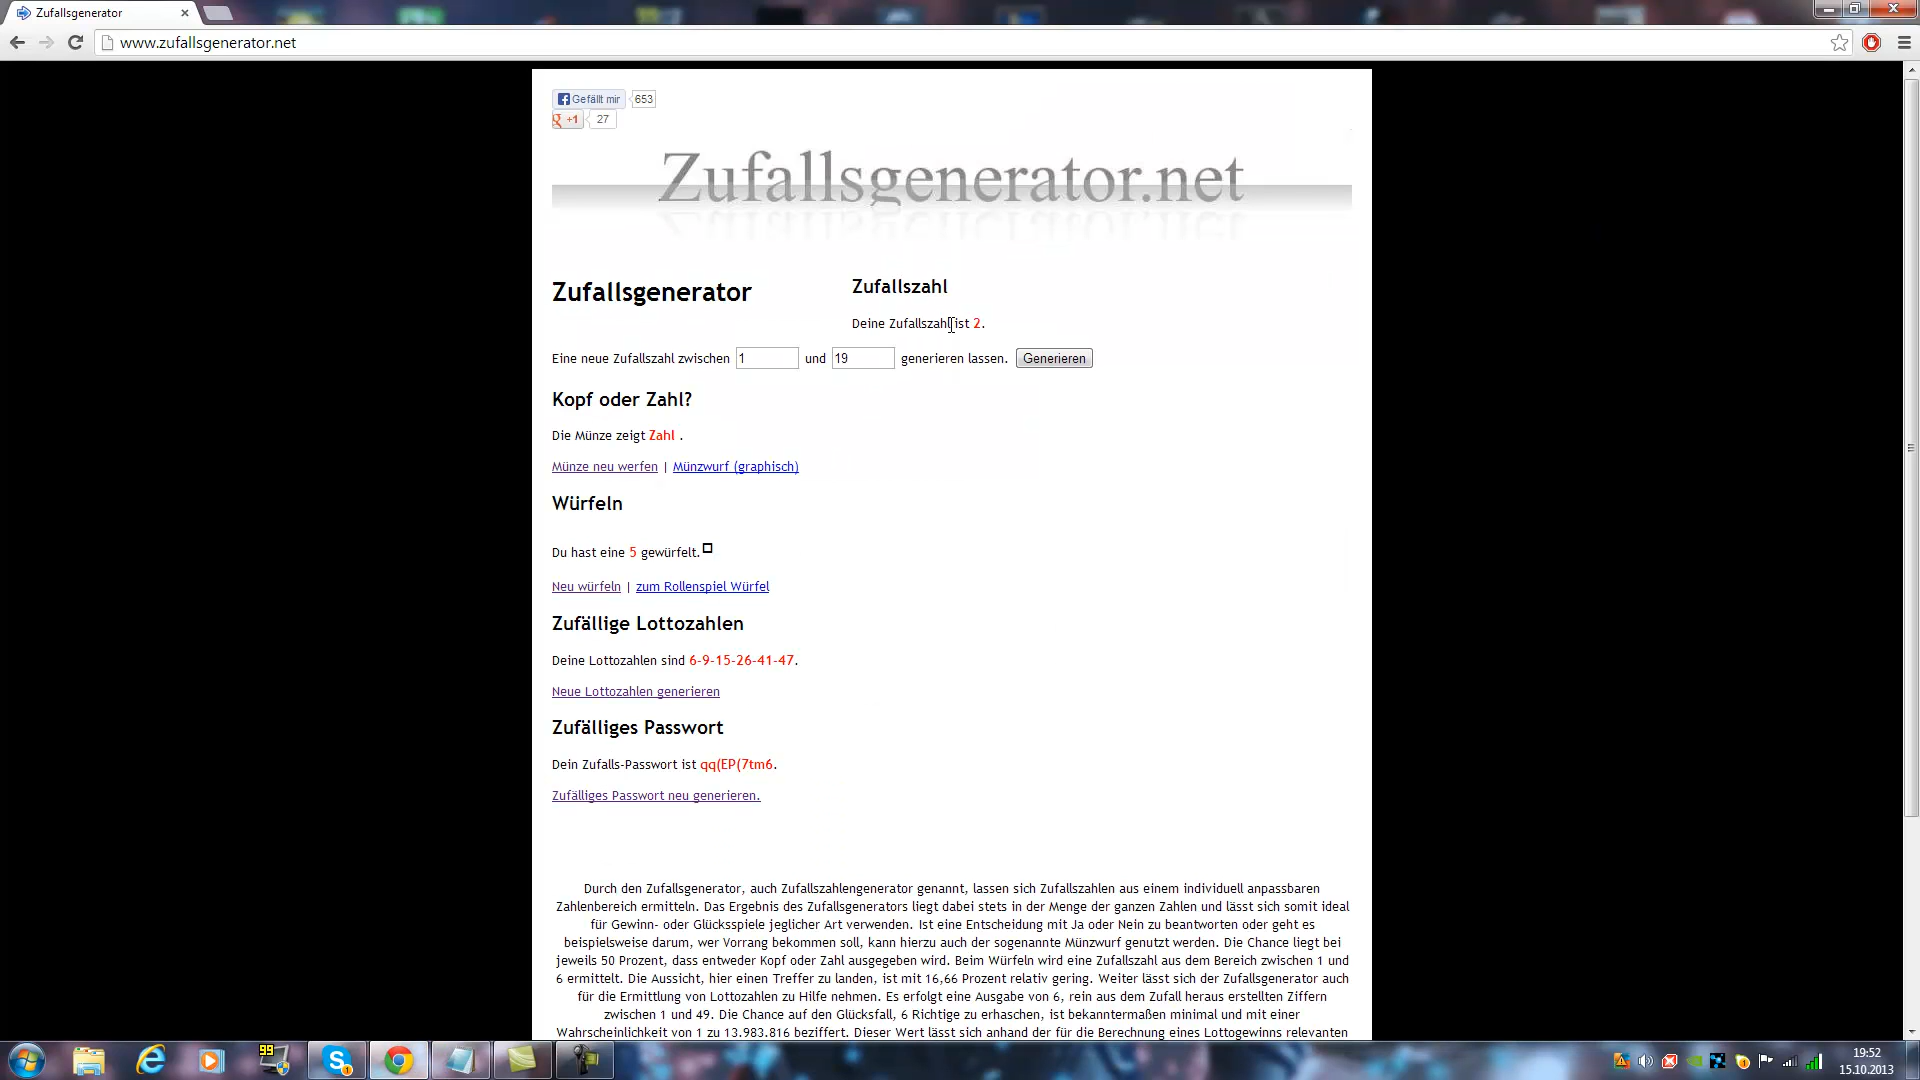 Zufallsgenerator
www.zufallsgenerator.net
Gefällt mir 653
+1 27
Zufallsgenerator.net
Zufallsgenerator
Zufallszahl
Deine Zufallszahl ist 2.
Eine neue Zufallszahl zwischen 1 und 19 generieren lassen. Generieren
Kopf oder Zahl?
Die Münze zeigt Zahl .
Münze neu werfen | Münzwurf (graphisch)
Würfeln
Du hast eine 5 gewürfelt.
Neu würfeln | zum Rollenspiel Würfel
Zufällige Lottozahlen
Deine Lottozahlen sind 6-9-15-26-41-47.
Neue Lottozahlen generieren
Zufälliges Passwort
Dein Zufalls-Passwort ist qq(EP(7tm6.
Zufälliges Passwort neu generieren.
Durch den Zufallsgenerator, auch Zufallszahlengenerator genannt, lassen sich Zufallszahlen aus einem individuell anpassbaren
Zahlenbereich ermitteln. Das Ergebnis des Zufallsgenerators liegt dabei stets in der Menge der ganzen Zahlen und lässt sich somit ideal
für Gewinn- oder Glücksspiele jeglicher Art verwenden. Ist eine Entscheidung mit Ja oder Nein zu beantworten oder geht es
beispielsweise darum, wer Vorrang bekommen soll, kann hierzu auch der sogenannte Münzwurf genutzt werden. Die Chance liegt bei
jeweils 50 Prozent, dass entweder Kopf oder Zahl ausgegeben wird. Beim Würfeln wird eine Zufallszahl aus dem Bereich zwischen 1 und
6 ermittelt. Die Aussicht, hier einen Treffer zu landen, ist mit 16,66 Prozent relativ gering. Weiter lässt sich der Zufallsgenerator auch
für die Ermittlung von Lottozahlen zu Hilfe nehmen. Es erfolgt eine Ausgabe von 6, rein aus dem Zufall heraus erstellten Ziffern
zwischen 1 und 49. Die Chance auf den Glücksfall, 6 Richtige zu erhaschen, ist bekanntermaßen minimal und mit einer
Wahrscheinlichkeit von 1 zu 13.983.816 beziffert. Dieser Wert lässt sich anhand der für die Berechnung eines Lottogewinns relevanten
99
19:52
15.10.2013